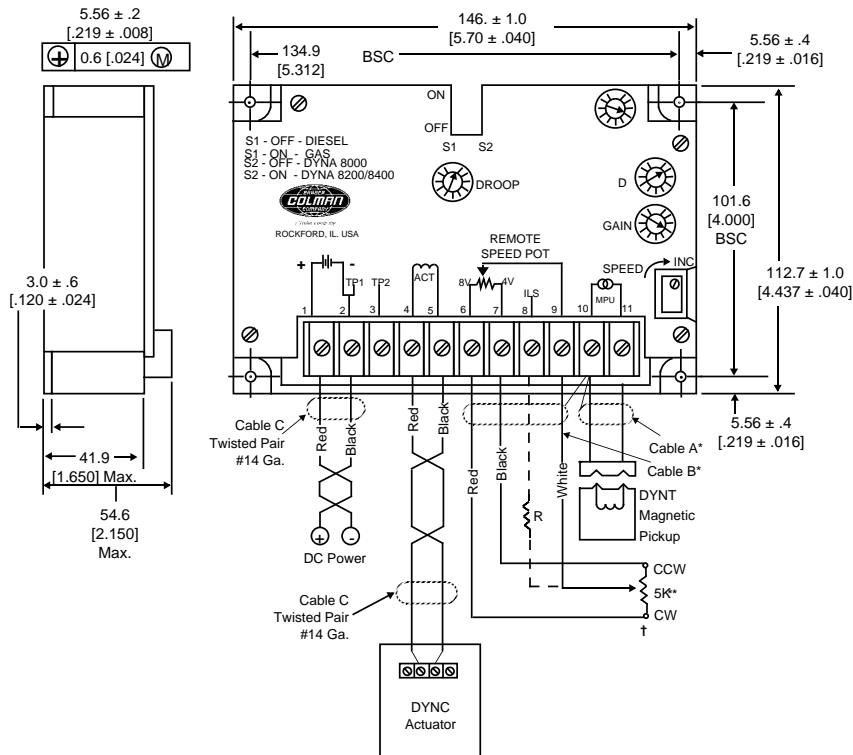 5.56 ± .2
[.219 ± .008]
0.6 [.024] M
146. ± 1.0
[5.70 ± .040]
134.9
[5.312]
BSC
5.56 ± .4
[.219 ± .016]
ON
OFF
S1 S2
S1 - OFF - DIESEL
S1 - ON - GAS
S2 - OFF - DYNA 8000
S2 - ON - DYNA 8200/8400
DROOP
D
GAIN
BARBER
COLMAN
COMPANY
ROCKFORD, IL. USA
101.6
[4.000]
BSC
112.7 ± 1.0
[4.437 ± .040]
3.0 ± .6
[.120 ± .024]
REMOTE
SPEED POT
SPEED
INC
+ -
TP1 TP2
ACT
8V 4V
ILS
MPU
1 2 3 4 5 6 7 8 9 10 11
5.56 ± .4
[.219 ± .016]
41.9
[1.650] Max.
54.6
[2.150]
Max.
Cable C
Twisted Pair
#14 Ga.
Red
Black
Red
Black
Red
Black
White
R
Cable A*
Cable B*
DYNT
Magnetic
Pickup
+ -
DC Power
CCW
5K**
CW
†
Cable C
Twisted Pair
#14 Ga.
DYNC
Actuator